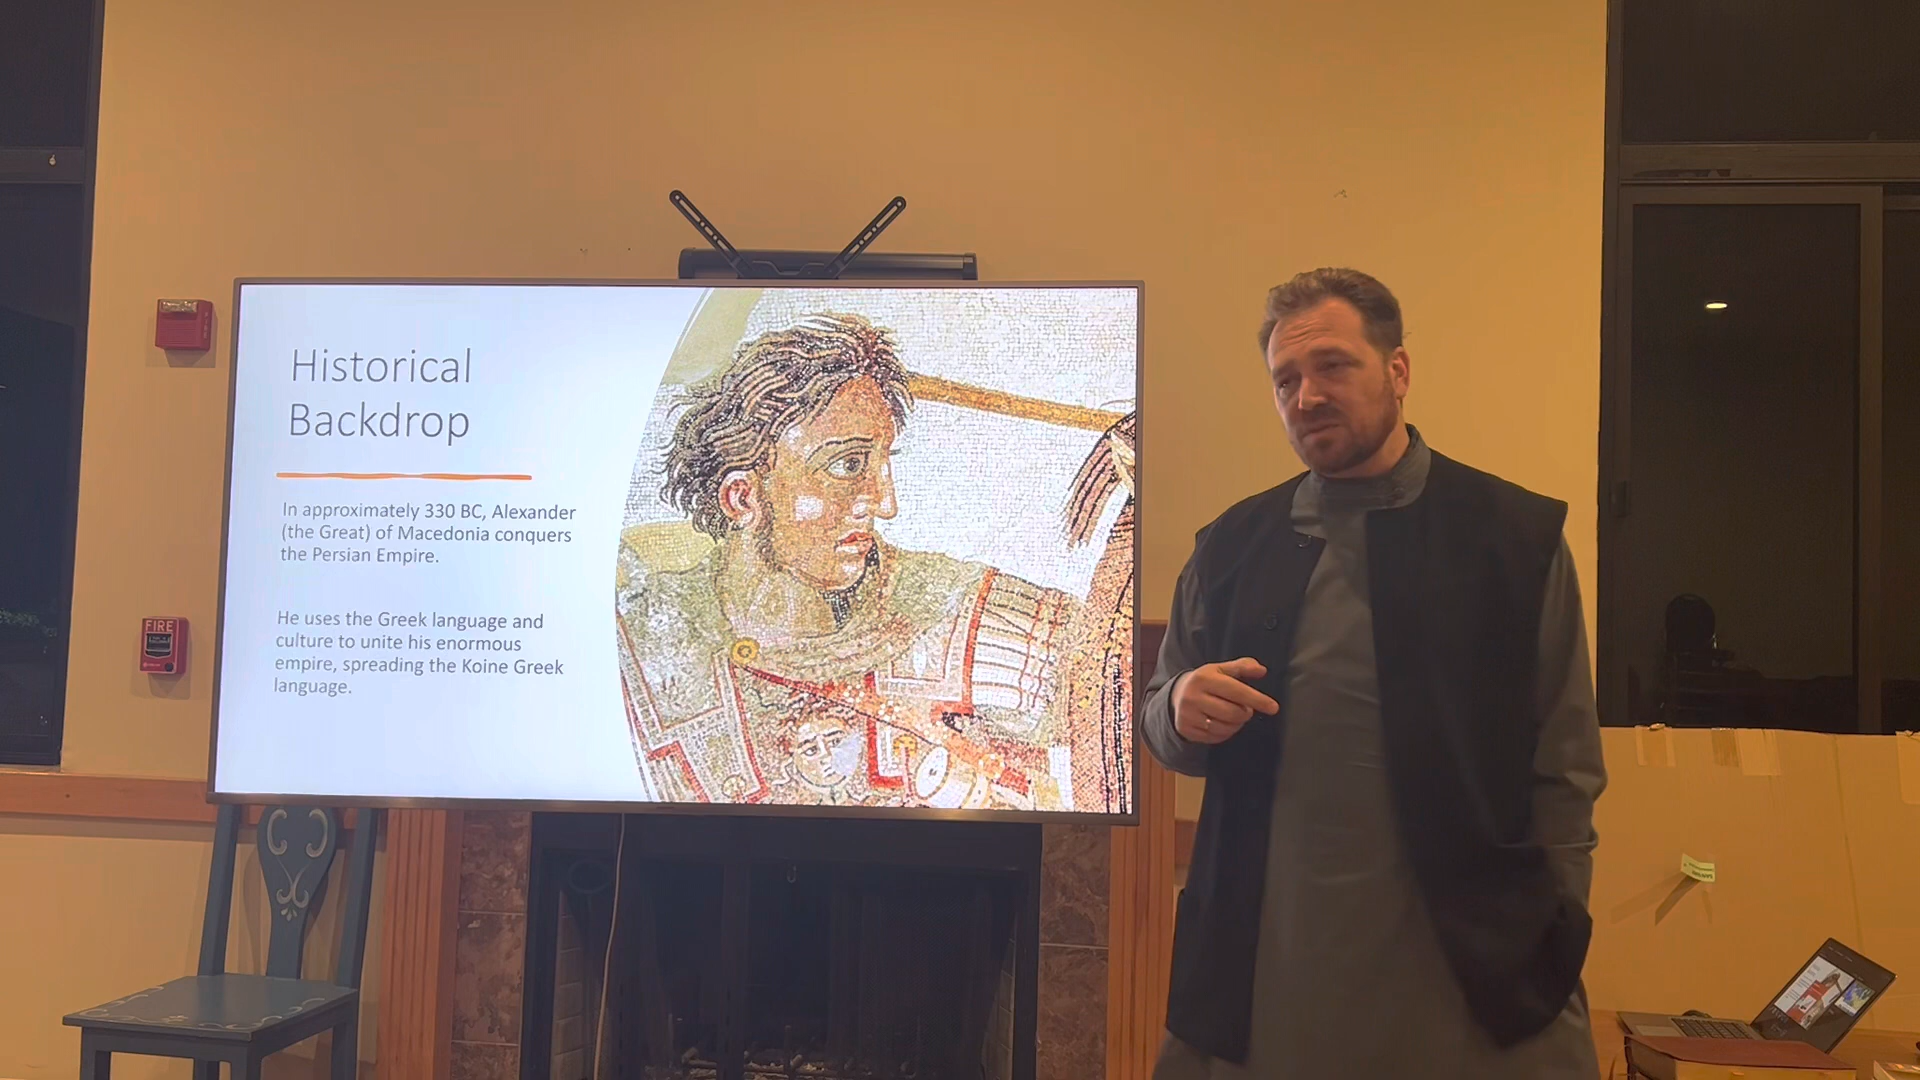 Historical
Backdrop
In approximately 330 BC, Alexander
(the Great) of Macedonia conquers
the Persian Empire.
He uses the Greek language and
culture to unite his enormous
empire, spreading the Koine Greek
language.
FIRE
FIRE